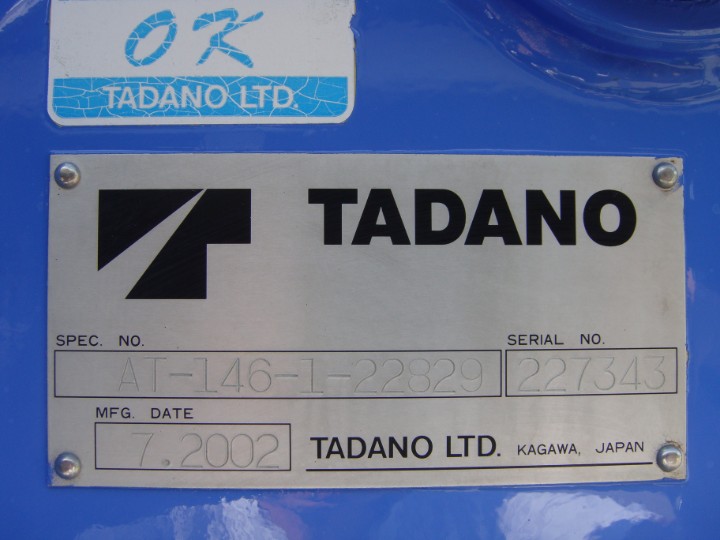 OK
TADANO LTD.
TADANO
SPEC. NO.
SERIAL NO.
AT-146-1-22829
227343
MFG. DATE
7.2002
TADANO LTD. KAGAWA, JAPAN